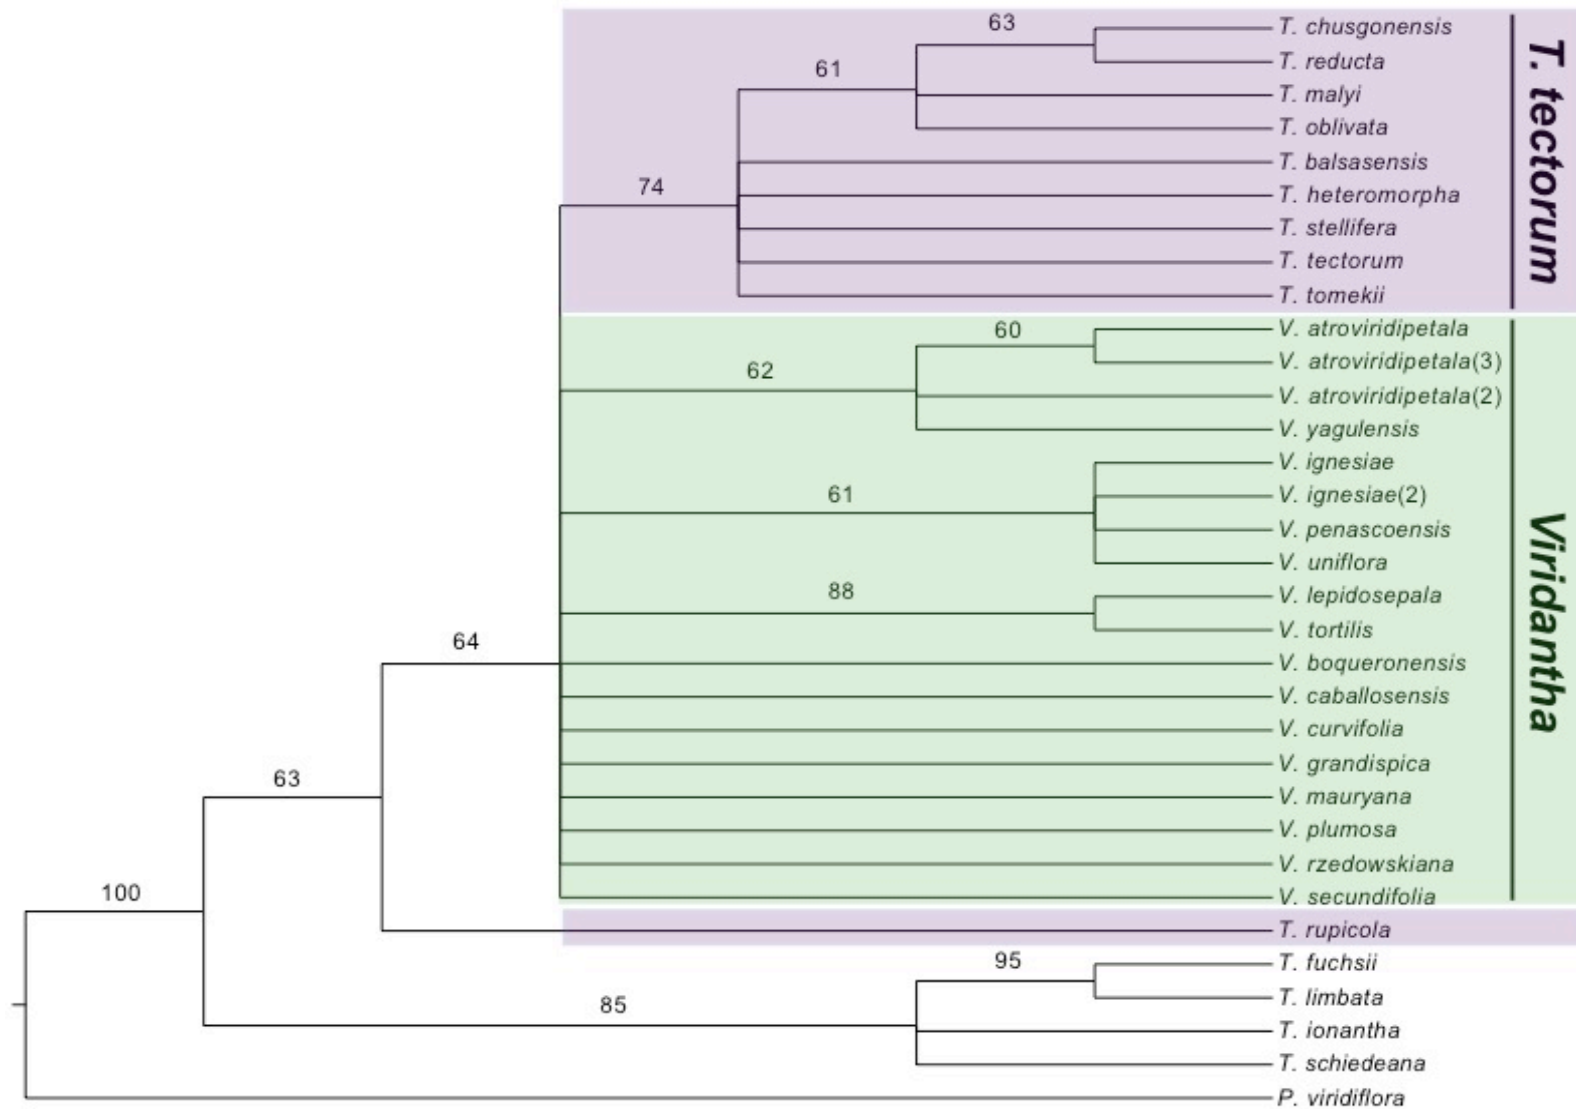 63
T. chusgonensis
T. reducta
61
T. malyi
T. oblivata
T. balsasensis
74
T. heteromorpha
T. stellifera
T. tectorum
T. tomekii
T. tectorum
60
V. atroviridipetala
V. atroviridipetala(3)
62
V. atroviridipetala(2)
V. yagulensis
V. ignesiae
61
V. ignesiae(2)
V. penascoensis
V. uniflora
88
V. lepidosepala
V. tortilis
64
V. boqueronensis
V. caballosensis
V. curvifolia
63
V. grandispica
V. mauryana
V. plumosa
V. rzedowskiana
100
V. secundifolia
Viridantha
T. rupicola
95
T. fuchsii
T. limbata
85
T. ionantha
T. schiedeana
P. viridiflora